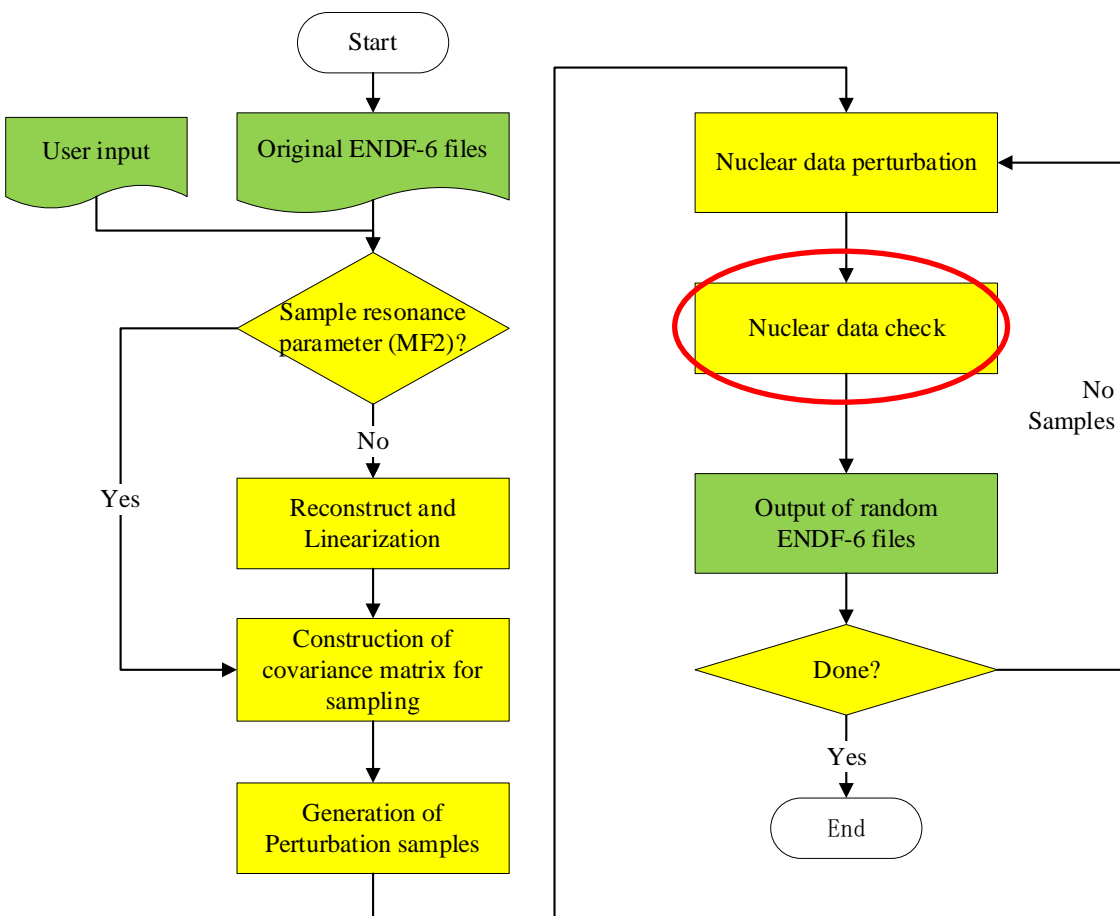 Start
User input
Original ENDF-6 files
Sample resonance
parameter (MF2)?
No
Yes
Reconstruct and
Linearization
Construction of
covariance matrix for
sampling
Generation of
Perturbation samples
Nuclear data perturbation
Nuclear data check
No
Samples
Output of random
ENDF-6 files
Done?
Yes
End